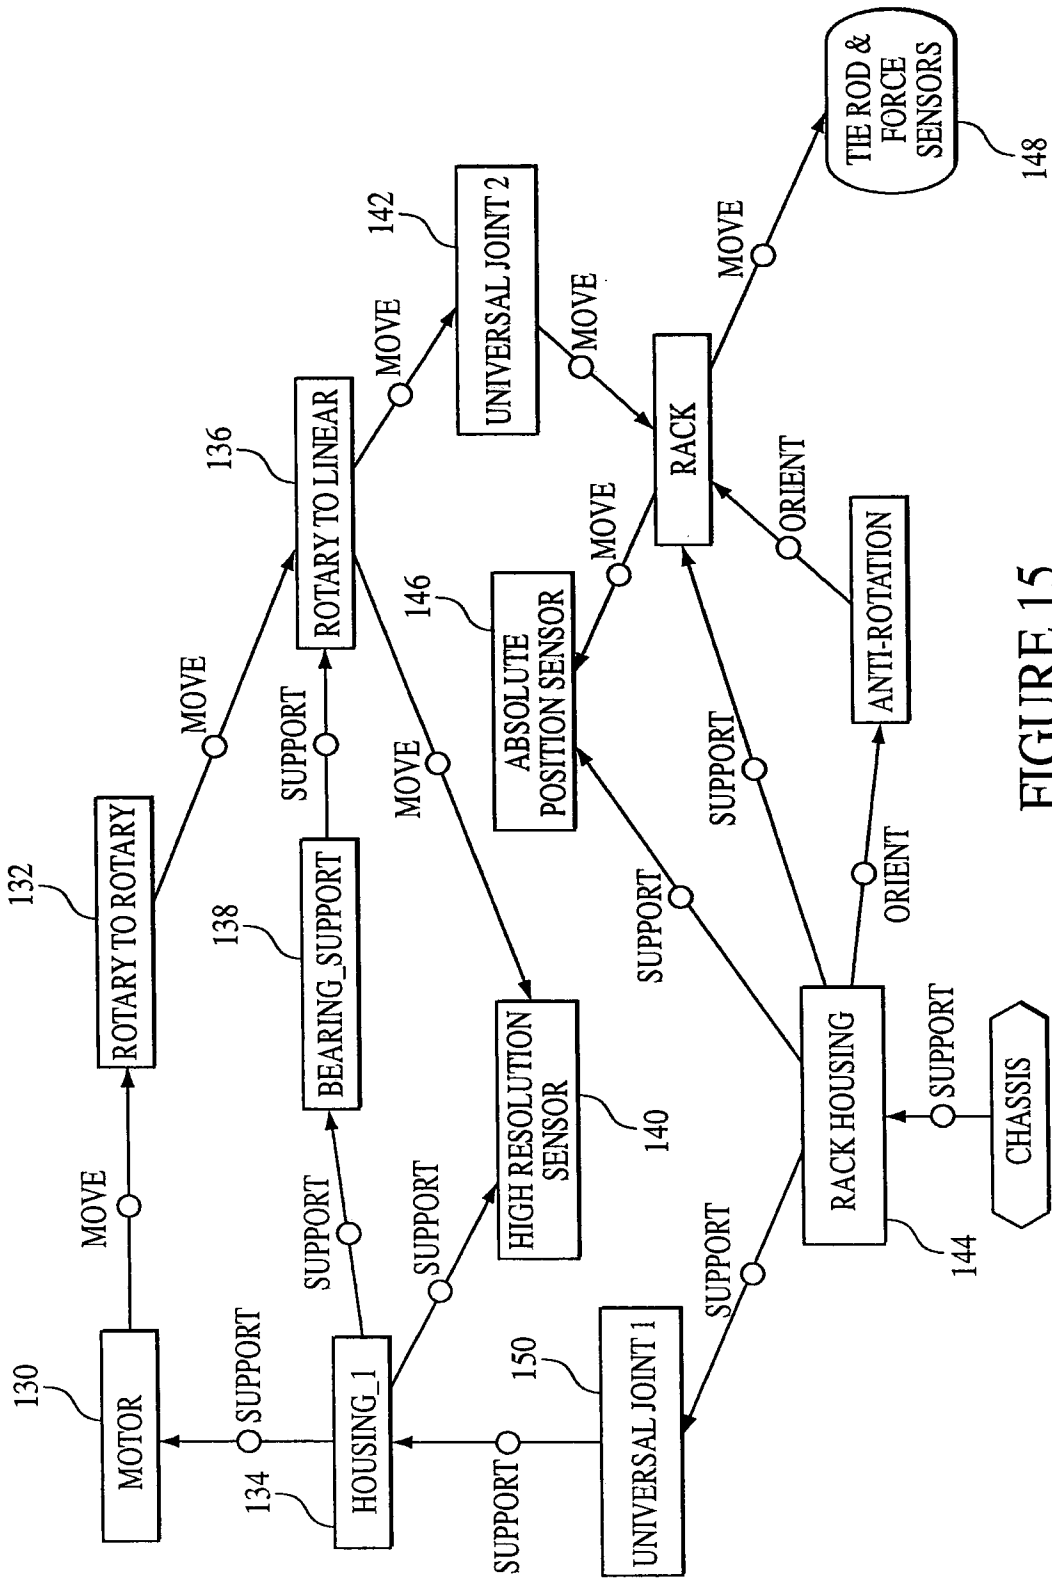 130
MOTOR
MOVE
132
ROTARY TO ROTARY
MOVE
SUPPORT
134
HOUSING_1
SUPPORT
138
BEARING_SUPPORT
SUPPORT
136
ROTARY TO LINEAR
MOVE
SUPPORT
HIGH RESOLUTION
SENSOR
140
MOVE
142
UNIVERSAL JOINT 2
MOVE
SUPPORT
150
UNIVERSAL JOINT 1
SUPPORT
146
ABSOLUTE
POSITION SENSOR
MOVE
RACK
MOVE
TIE ROD &
FORCE
SENSORS
148
SUPPORT
SUPPORT
RACK HOUSING
144
ORIENT
ANTI-ROTATION
ORIENT
SUPPORT
CHASSIS
FIGURE 15